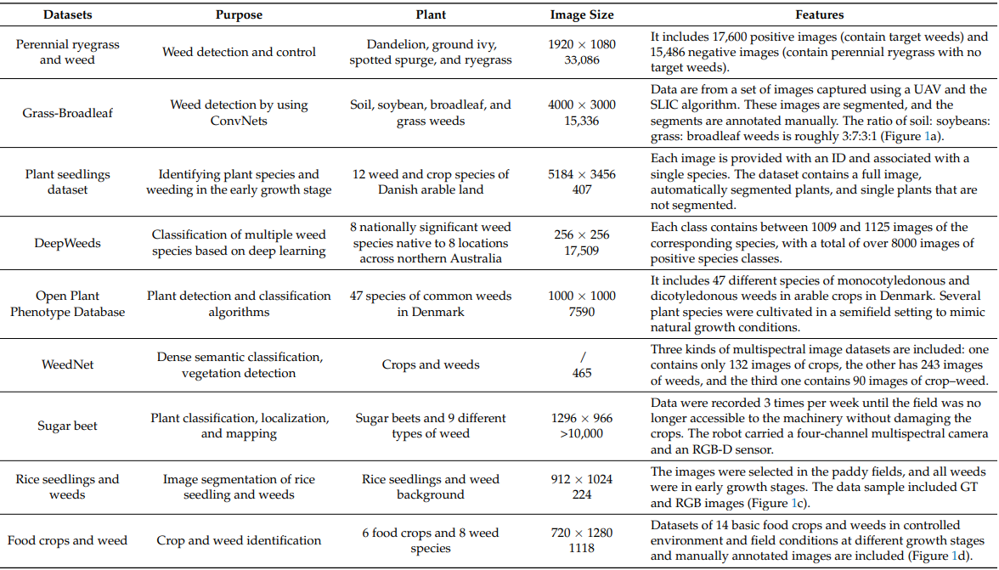 Datasets Purpose Plant Image Size Features
Perennial ryegrass
and weed
Weed detection and control
Dandelion, ground ivy,
spotted spurge, and ryegrass
1920 × 1080
33,086
It includes 17,600 positive images (contain target weeds) and
15,486 negative images (contain perennial ryegrass with no
target weeds).
Grass-Broadleaf
Weed detection by using
ConvNets
Soil, soybean, broadleaf, and
grass weeds
4000 × 3000
15,336
Data are from a set of images captured using a UAV and the
SLIC algorithm. These images are segmented, and the
segments are annotated manually. The ratio of soil: soybeans:
grass: broadleaf weeds is roughly 3:7:3:1 (Figure 1a).
Plant seedlings
dataset
Identifying plant species and
weeding in the early growth stage
12 weed and crop species of
Danish arable land
5184 × 3456
407
Each image is provided with an ID and associated with a
single species. The dataset contains a full image,
automatically segmented plants, and single plants that are
not segmented.
DeepWeeds
Classification of multiple weed
species based on deep learning
8 nationally significant weed
species native to 8 locations
across northern Australia
256 × 256
17,509
Each class contains between 1009 and 1125 images of the
corresponding species, with a total of over 8000 images of
positive species classes.
Open Plant
Phenotype Database
Plant detection and classification
algorithms
47 species of common weeds
in Denmark
1000 × 1000
7590
It includes 47 different species of monocotyledonous and
dicotyledonous weeds in arable crops in Denmark. Several
plant species were cultivated in a semifield setting to mimic
natural growth conditions.
WeedNet
Dense semantic classification,
vegetation detection
Crops and weeds
/
465
Three kinds of multispectral image datasets are included: one
contains only 132 images of crops, the other has 243 images
of weeds, and the third one contains 90 images of crop–weed.
Sugar beet
Plant classification, localization,
and mapping
Sugar beets and 9 different
types of weed
1296 × 966
>10,000
Data were recorded 3 times per week until the field was no
longer accessible to the machinery without damaging the
crops. The robot carried a four-channel multispectral camera
and an RGB-D sensor.
Rice seedlings and
weeds
Image segmentation of rice
seedling and weeds
Rice seedlings and weed
background
912 × 1024
224
The images were selected in the paddy fields, and all weeds
were in early growth stages. The data sample included GT
and RGB images (Figure 1c).
Food crops and weed
Crop and weed identification
6 food crops and 8 weed
species
720 × 1280
1118
Datasets of 14 basic food crops and weeds in controlled
environment and field conditions at different growth stages
and manually annotated images are included (Figure 1d).